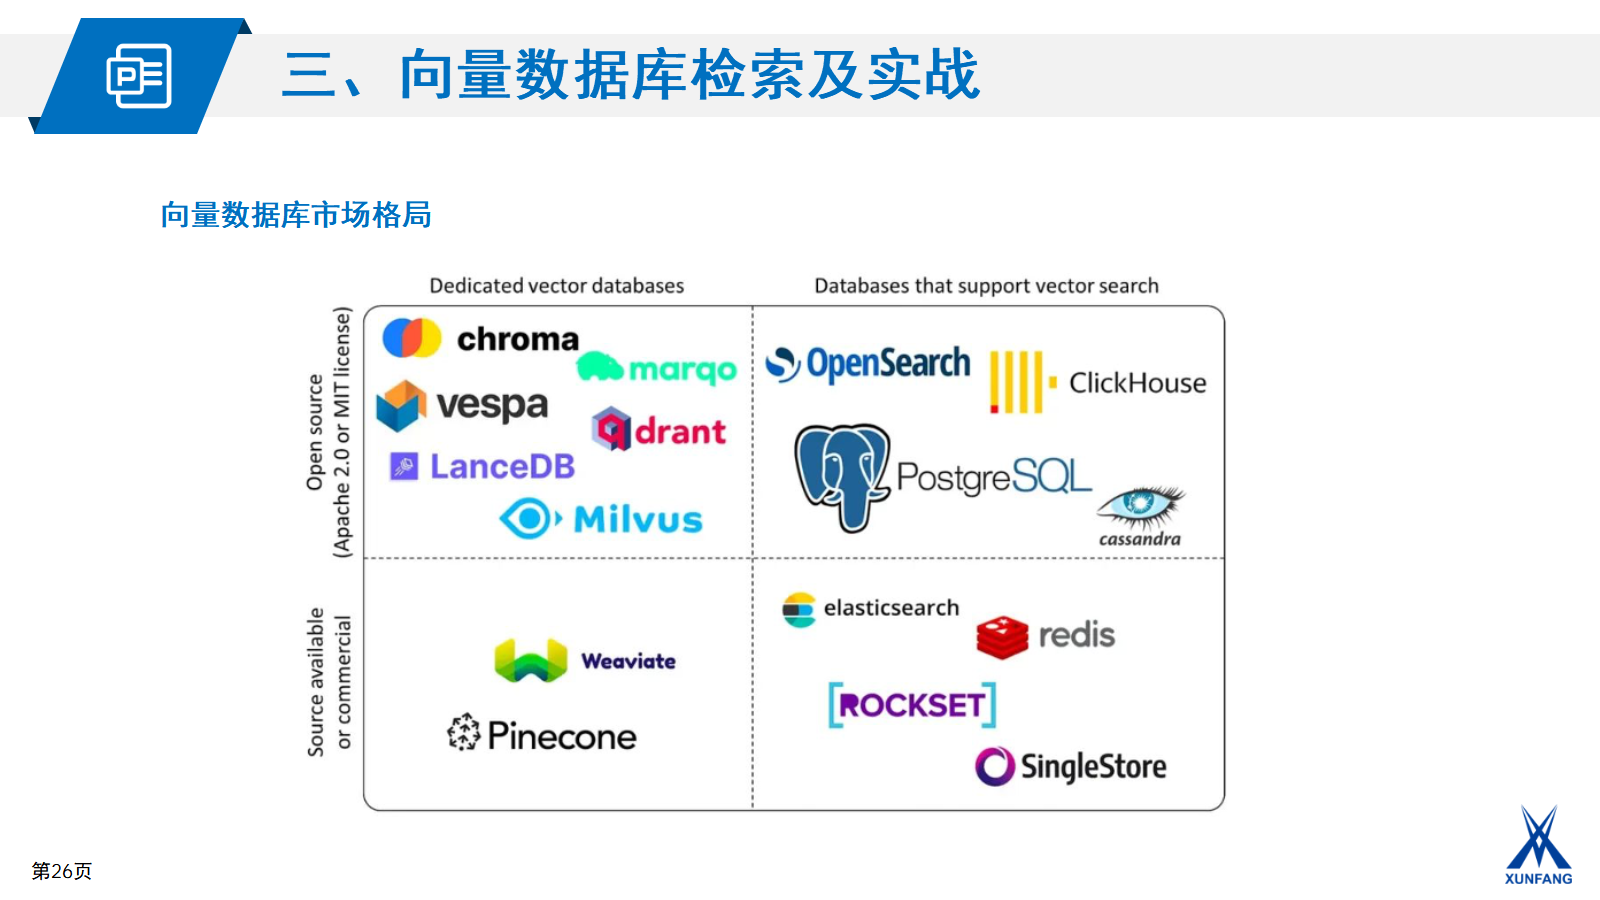 三、向量数据库检索及实战
向量数据库市场格局
Dedicated vector databases
Databases that support vector search
Open source
(Apache 2.0 or MIT license)
chroma
marqo
vespa
qdrant
LanceDB
Milvus
OpenSearch
ClickHouse
PostgreSQL
cassandra
Source available
or commercial
Weaviate
Pinecone
elasticsearch
redis
[ROCKSET]
SingleStore
第26页
XUNFANG